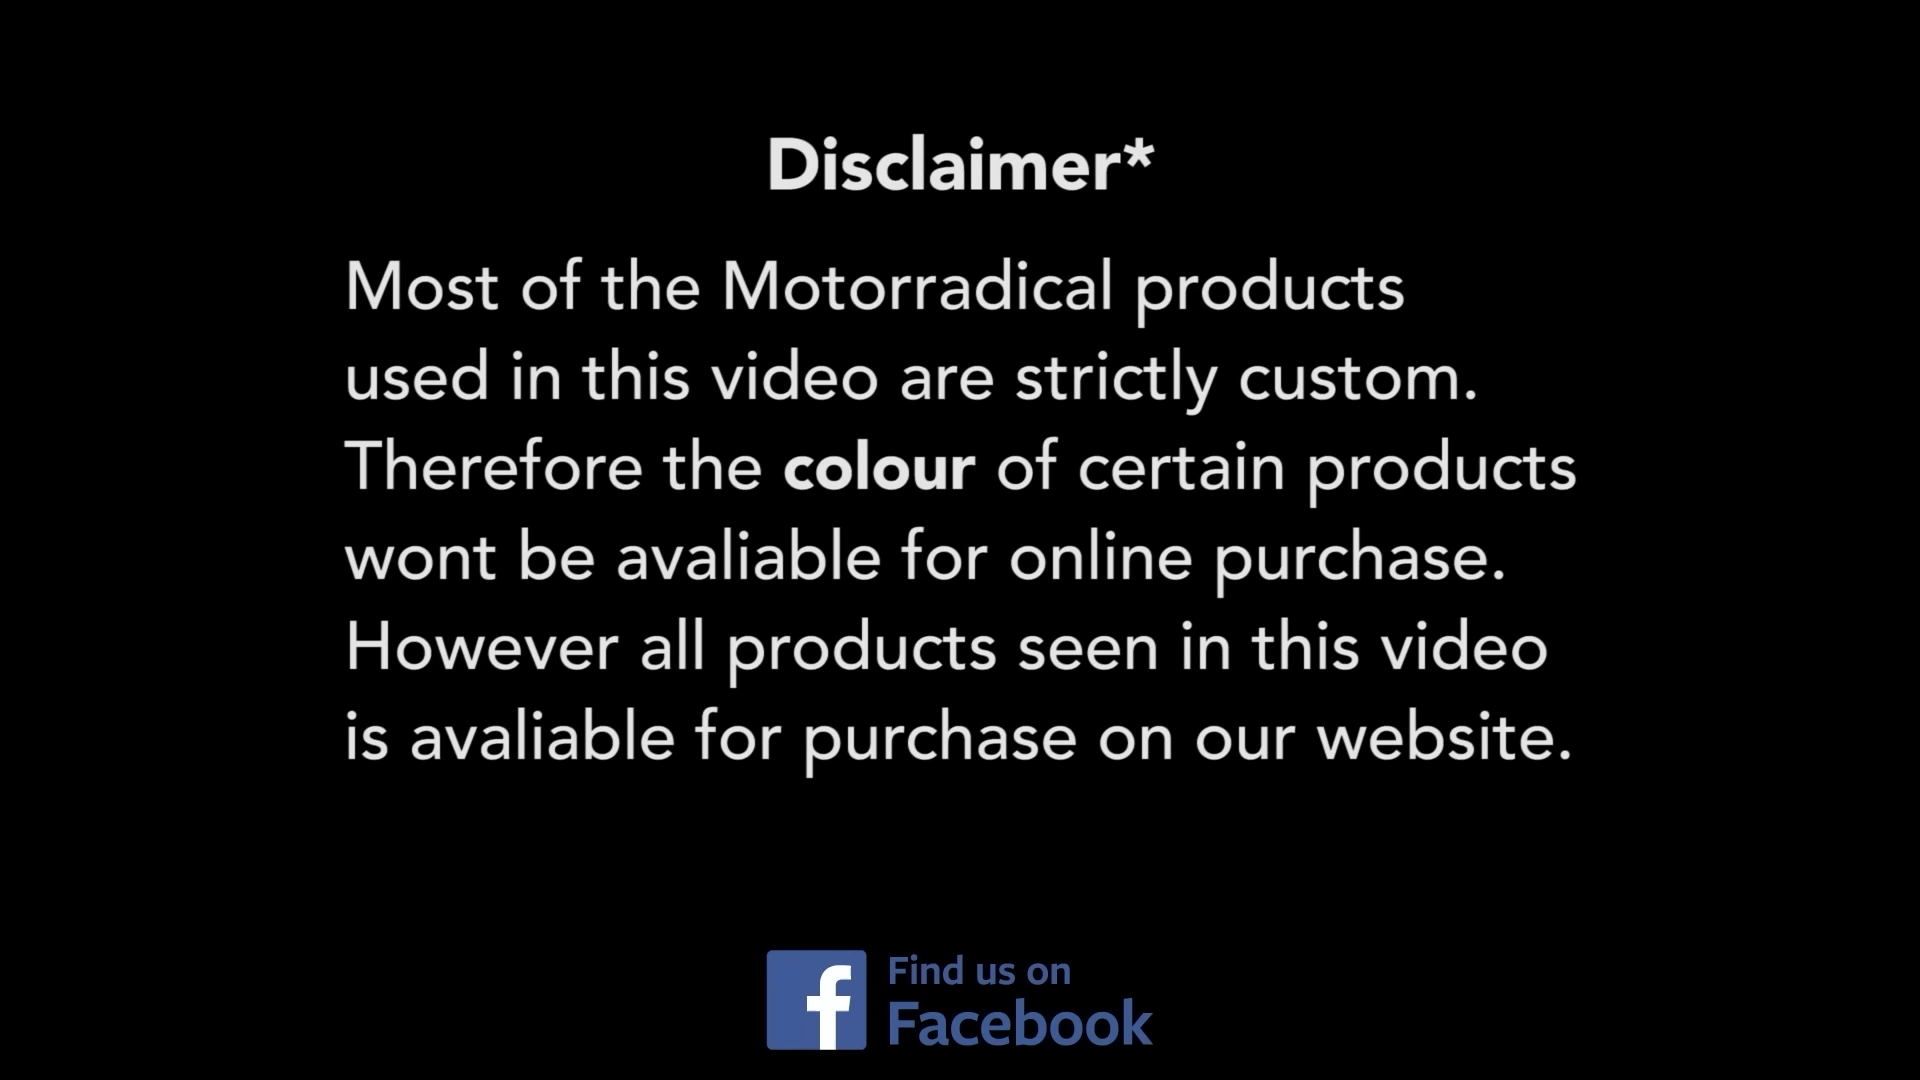 Disclaimer*
Most of the Motorradical products
used in this video are strictly custom.
Therefore the colour of certain products
wont be avaliable for online purchase.
However all products seen in this video
is avaliable for purchase on our website.
f
Find us on
Facebook